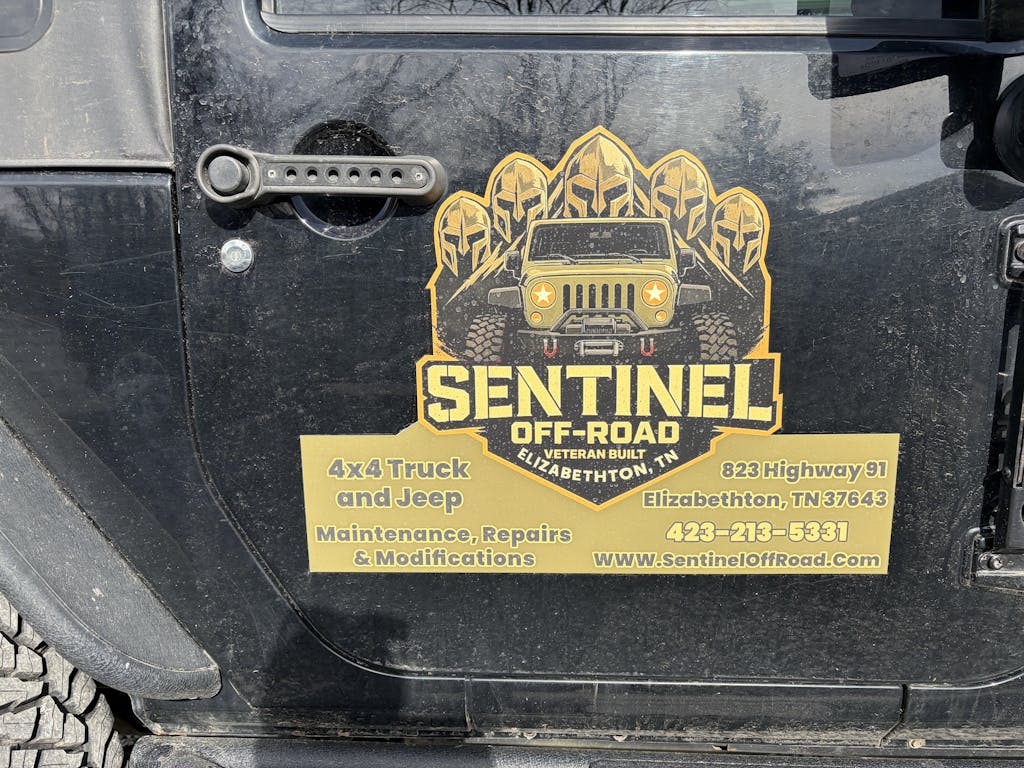 SENTINEL
OFF-ROAD
VETERAN BUILT
ELIZABETHTON, TN
4x4 Truck
and Jeep
Maintenance, Repairs
& Modifications
823 Highway 91
Elizabethton, TN 37643
423-213-5331
www.SentinelOffRoad.Com